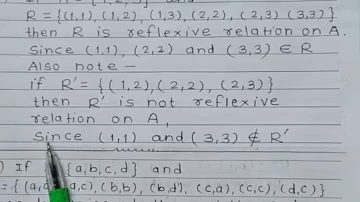 R = {(1,1), (1,2), (1,3), (2,2), (2,3) (3,3)}
then R is reflexive relation on A.
Since (1,1), (2,2) and (3,3) ∈ R
Also note -
if R' = { (1,2), (2,2), (2,3)}
then R' is not reflexive
relation on A,
Since (1,1) and (3,3) ∉ R'
) If {a,b,c,d} and
= {(a,a) (a,c), (b,b), (b,d), (c,a), (c,c), (d,c)}